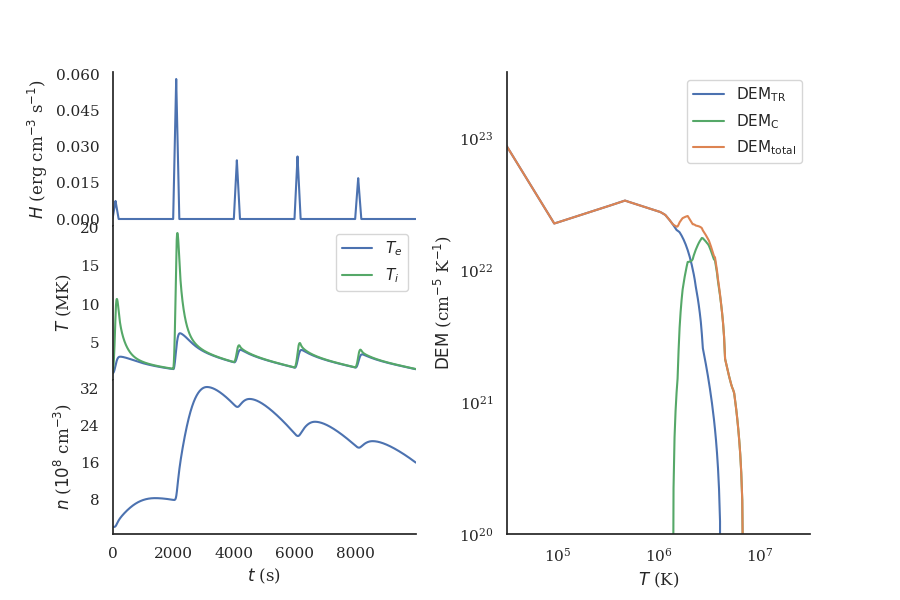 H (erg cm⁻³ s⁻¹)
0.060
0.045
0.030
0.015
0.000
T (MK)
20
15
10
5
Tₑ
Tᵢ
n (10⁸ cm⁻³)
32
24
16
8
0 2000 4000 6000 8000
t (s)
DEM (cm⁻⁵ K⁻¹)
10²³
10²²
10²¹
10²⁰
DEM_TR
DEM_C
DEM_total
10⁵ 10⁶ 10⁷
T (K)